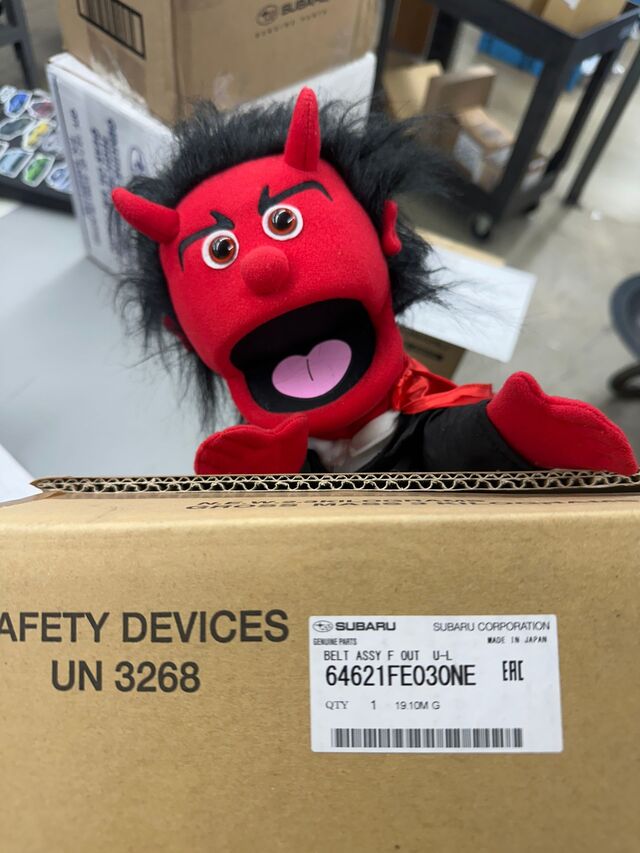 SUBARU
AFETY DEVICES
UN 3268
SUBARU SUBARU CORPORATION
GENUINE PARTS MADE IN JAPAN
BELT ASSY F OUT U-L
64621FE030NE EAC
QTY 1 19.10M G